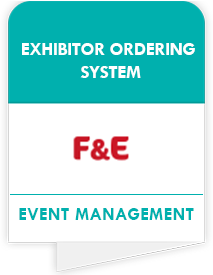 EXHIBITOR ORDERING
SYSTEM
F&E
EVENT MANAGEMENT